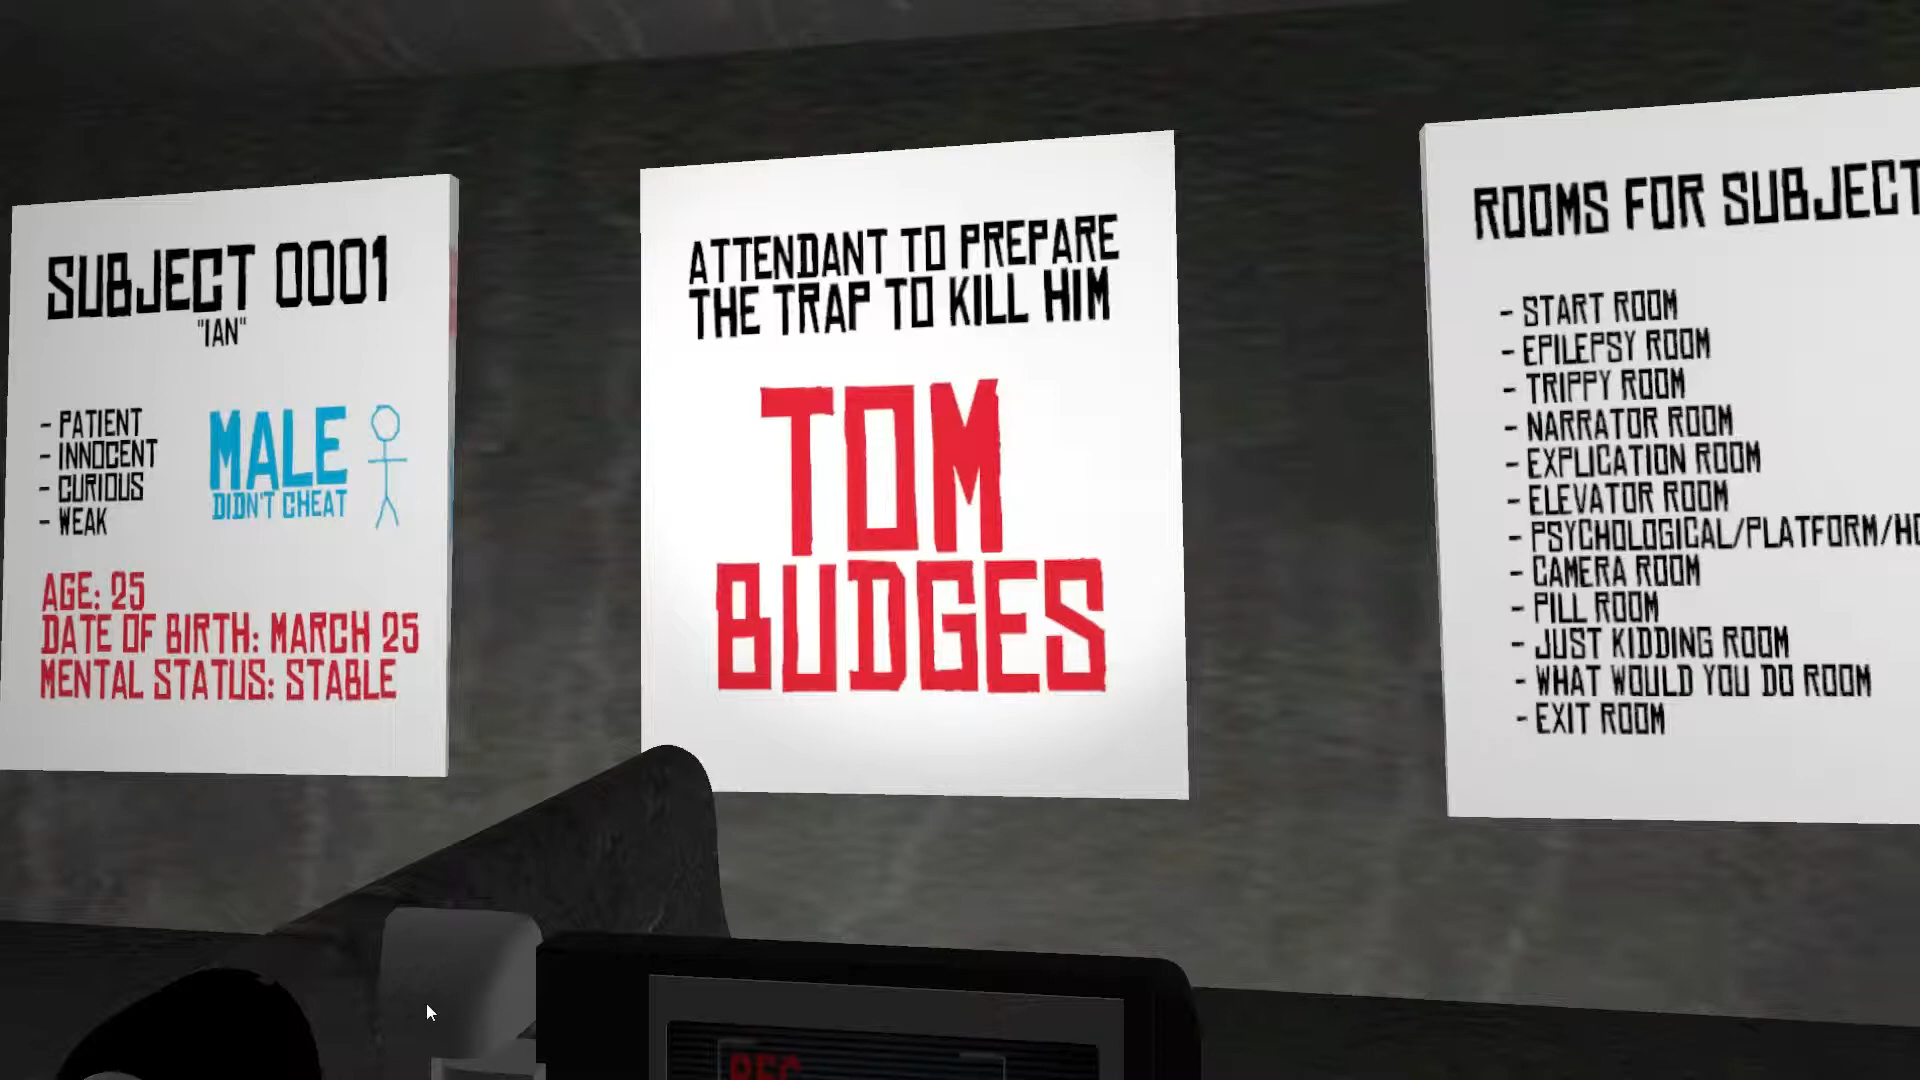 SUBJECT 0001
"IAN"
- PATIENT
- INNOCENT
- CURIOUS
- WEAK
MALE
DIDN'T CHEAT
AGE: 25
DATE OF BIRTH: MARCH 25
MENTAL STATUS: STABLE
ATTENDANT TO PREPARE
THE TRAP TO KILL HIM
TOM
BUDGES
ROOMS FOR SUBJECT
- START ROOM
- EPILEPSY ROOM
- TRIPPY ROOM
- NARRATOR ROOM
- EXPLICATION ROOM
- ELEVATOR ROOM
- PSYCHOLOGICAL/PLATFORM/
- CAMERA ROOM
- PILL ROOM
- JUST KIDDING ROOM
- WHAT WOULD YOU DO ROOM
- EXIT ROOM
REC